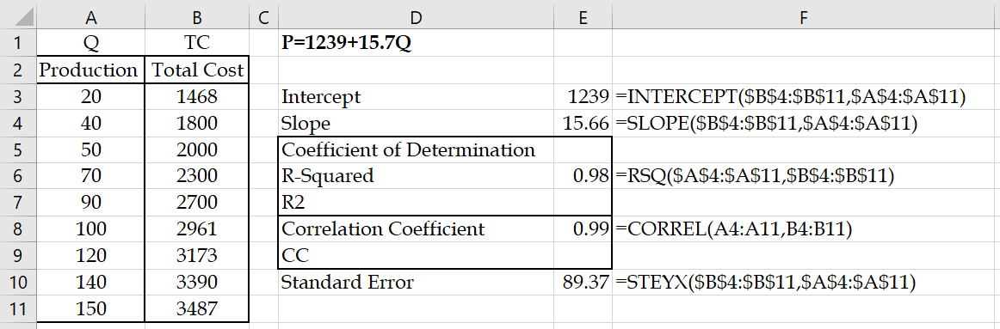 A B C D E F
1 Q TC P=1239+15.7Q
2 Production Total Cost
3 20 1468 Intercept 1239 =INTERCEPT($B$4:$B$11,$A$4:$A$11)
4 40 1800 Slope 15.66 =SLOPE($B$4:$B$11,$A$4:$A$11)
5 50 2000 Coefficient of Determination
6 70 2300 R-Squared 0.98 =RSQ($A$4:$A$11,$B$4:$B$11)
7 90 2700 R2
8 100 2961 Correlation Coefficient 0.99 =CORREL(A4:A11,B4:B11)
9 120 3173 CC
10 140 3390 Standard Error 89.37 =STEYX($B$4:$B$11,$A$4:$A$11)
11 150 3487